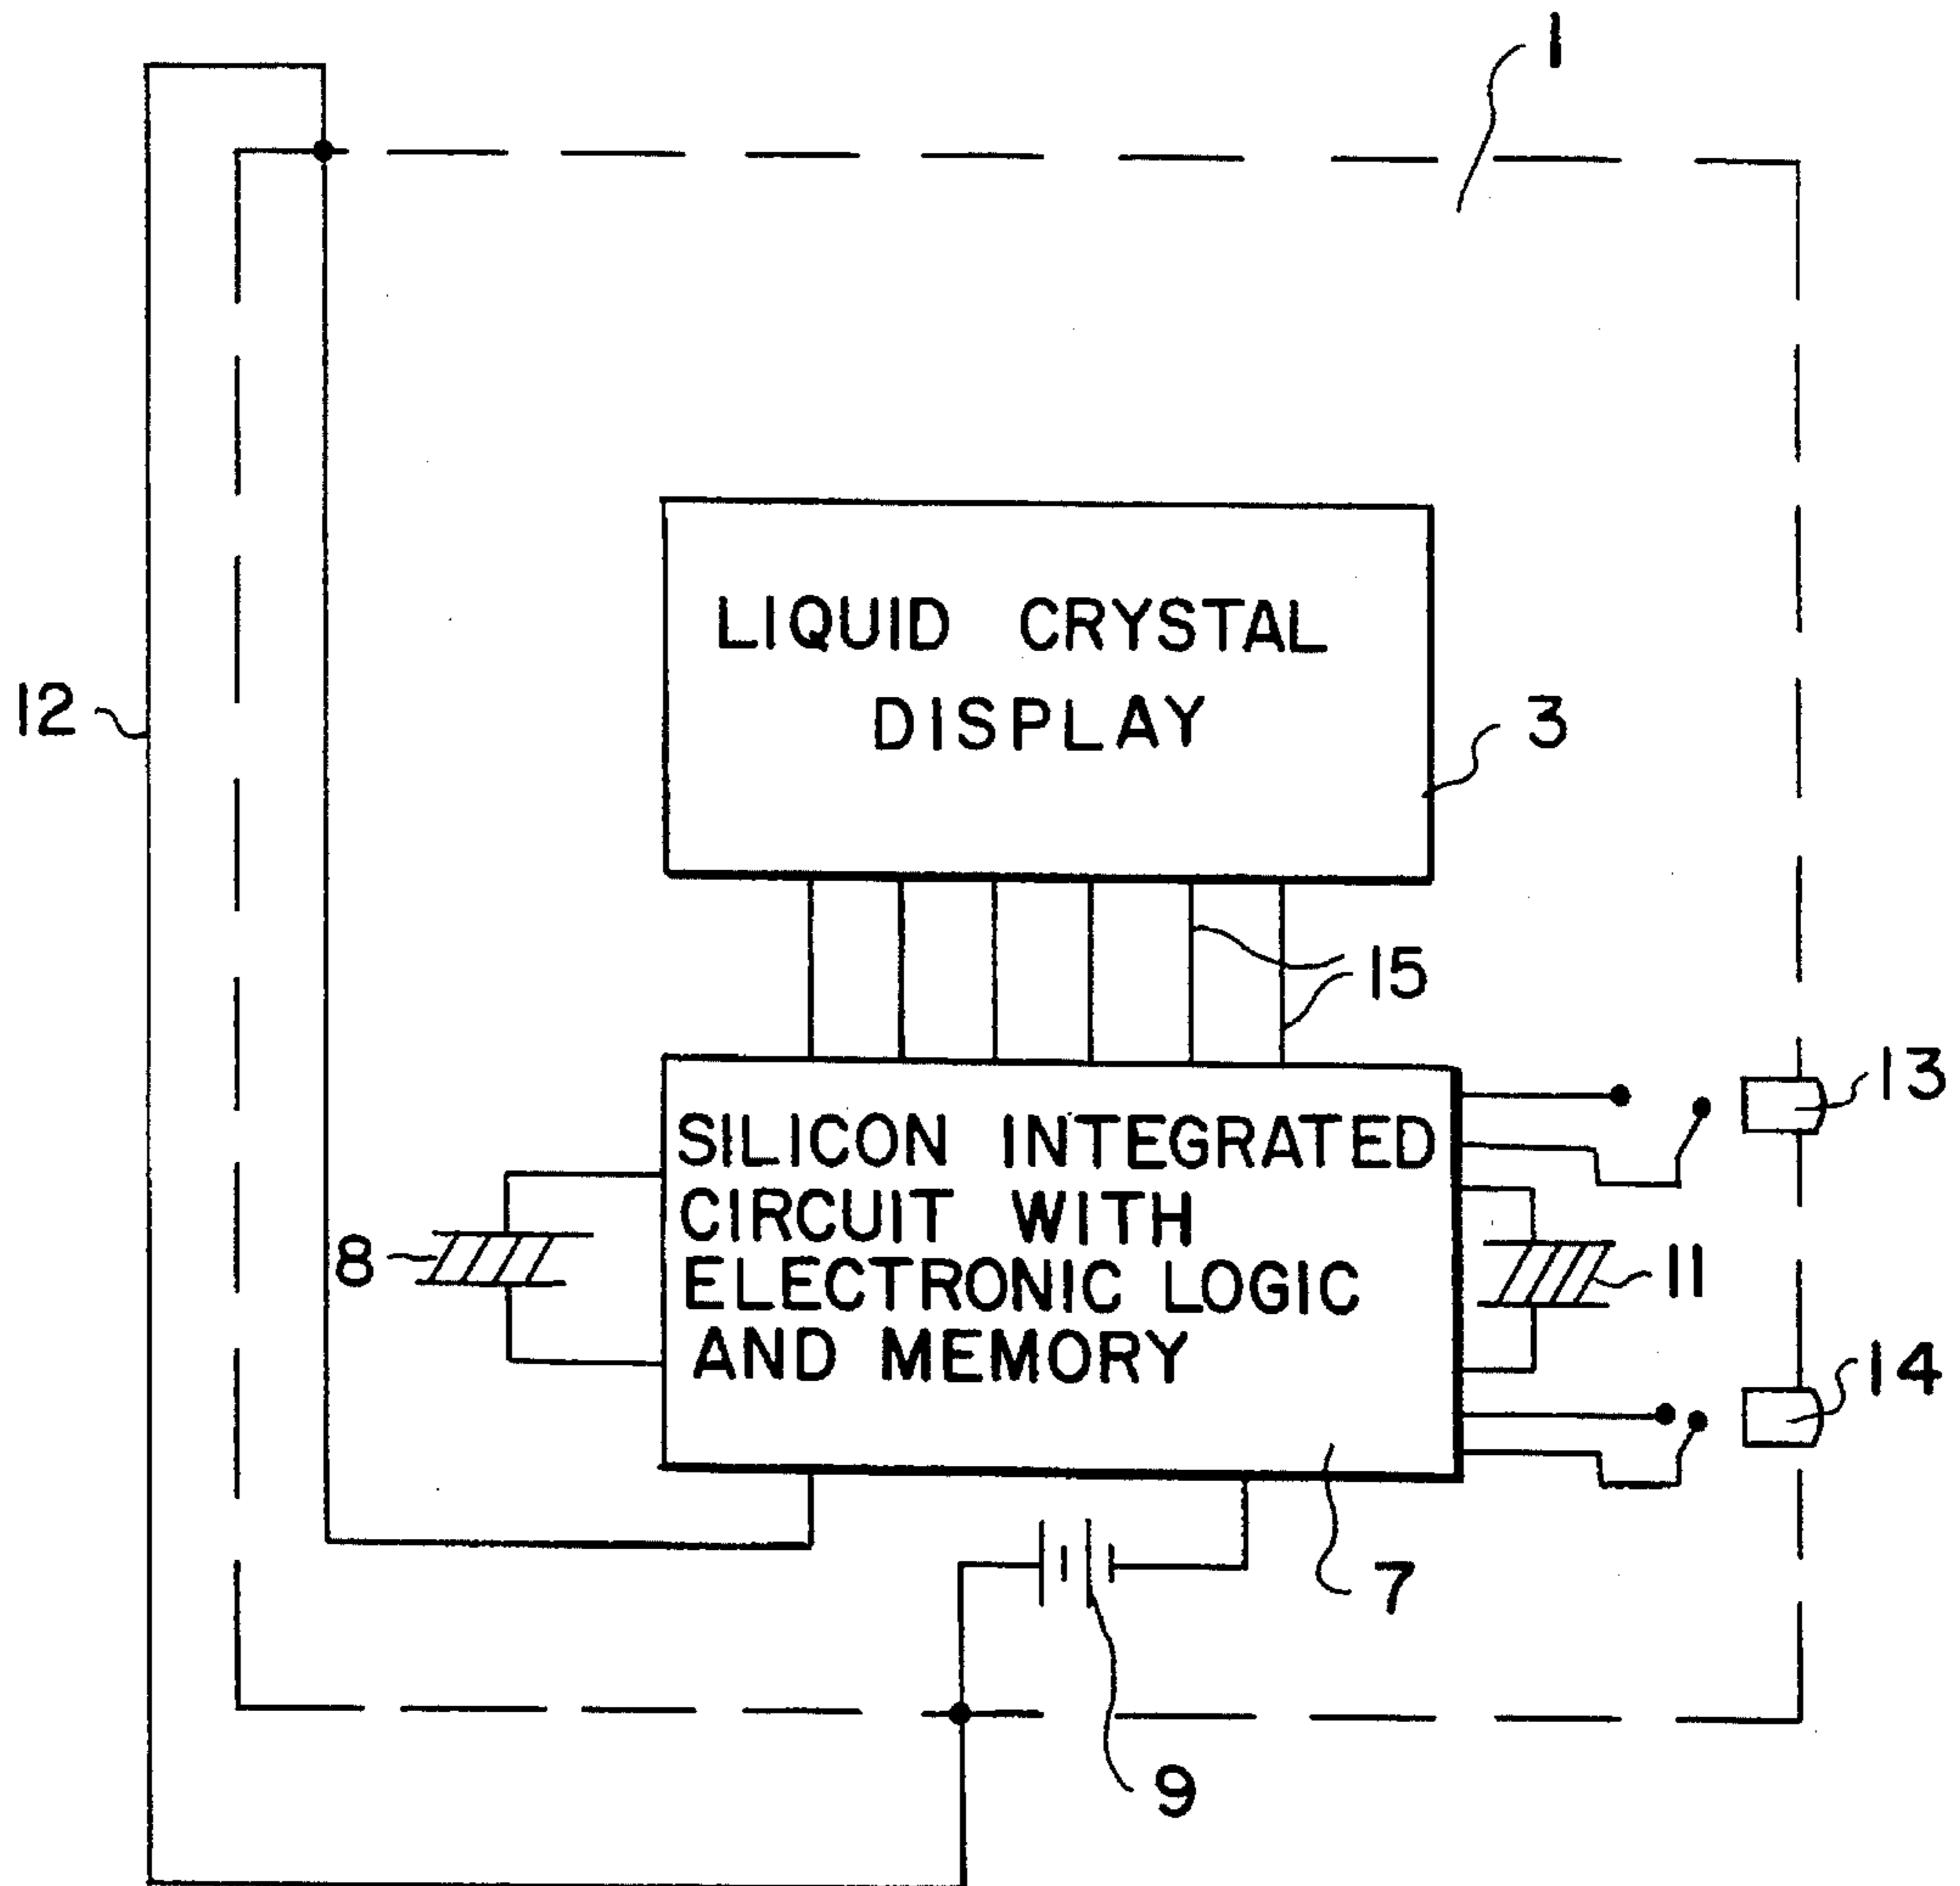 1
LIQUID CRYSTAL
DISPLAY
12
3
15
13
SILICON INTEGRATED
CIRCUIT WITH
ELECTRONIC LOGIC
AND MEMORY
8
11
14
7
9